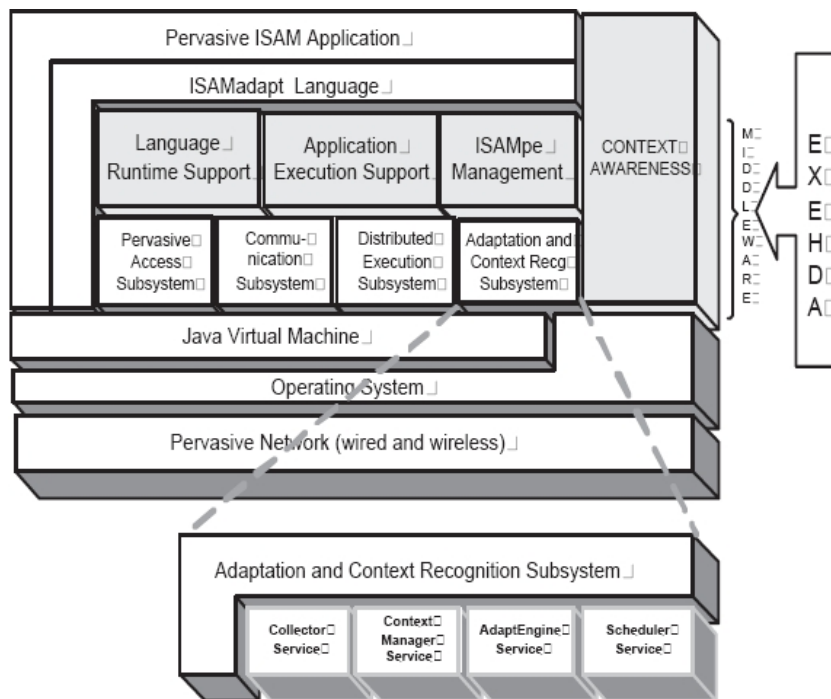 Pervasive ISAM Application
ISAMadapt Language
Language
Runtime Support
Application
Execution Support
ISAMpe
Management
CONTEXT
AWARENESS
Pervasive
Access
Subsystem
Commu-
nication
Subsystem
Distributed
Execution
Subsystem
Adaptation and
Context Recg
Subsystem
MIDDLEWARE
EXEHDA
Java Virtual Machine
Operating System
Pervasive Network (wired and wireless)
Adaptation and Context Recognition Subsystem
Collector
Service
Context
Manager
Service
AdaptEngine
Service
Scheduler
Service